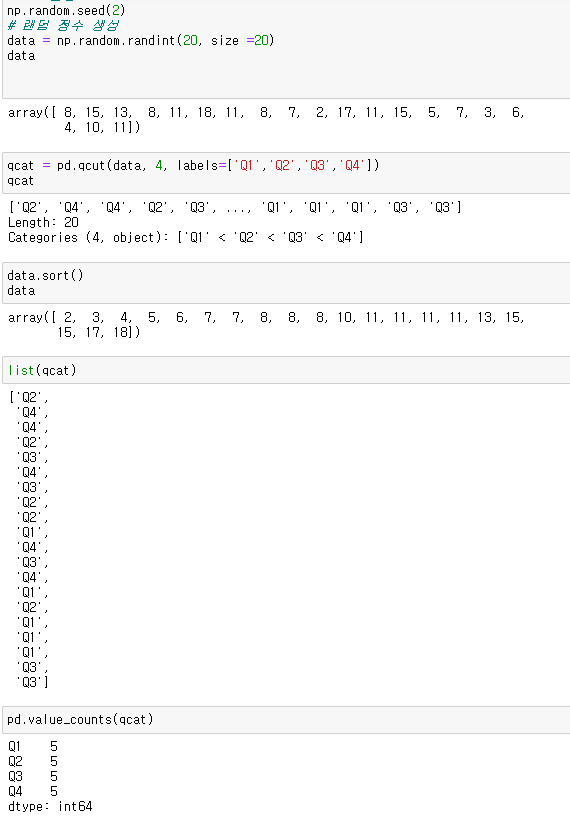 np.random.seed(2)
# 랜덤 정수 생성
data = np.random.randint(20, size =20)
data
array([ 8, 15, 13,  8, 11, 18, 11,  8,  7,  2, 17, 11, 15,  5,  7,  3,  6,
        4, 10, 11])
qcat = pd.qcut(data, 4, labels=['Q1','Q2','Q3','Q4'])
qcat
['Q2', 'Q4', 'Q4', 'Q2', 'Q3', ..., 'Q1', 'Q1', 'Q1', 'Q3', 'Q3']
Length: 20
Categories (4, object): ['Q1' < 'Q2' < 'Q3' < 'Q4']
data.sort()
data
array([ 2,  3,  4,  5,  6,  7,  7,  8,  8,  8, 10, 11, 11, 11, 11, 13, 15,
       15, 17, 18])
list(qcat)
['Q2',
 'Q4',
 'Q4',
 'Q2',
 'Q3',
 'Q4',
 'Q3',
 'Q2',
 'Q2',
 'Q1',
 'Q4',
 'Q3',
 'Q4',
 'Q1',
 'Q2',
 'Q1',
 'Q1',
 'Q1',
 'Q3',
 'Q3']
pd.value_counts(qcat)
Q1    5
Q2    5
Q3    5
Q4    5
dtype: int64